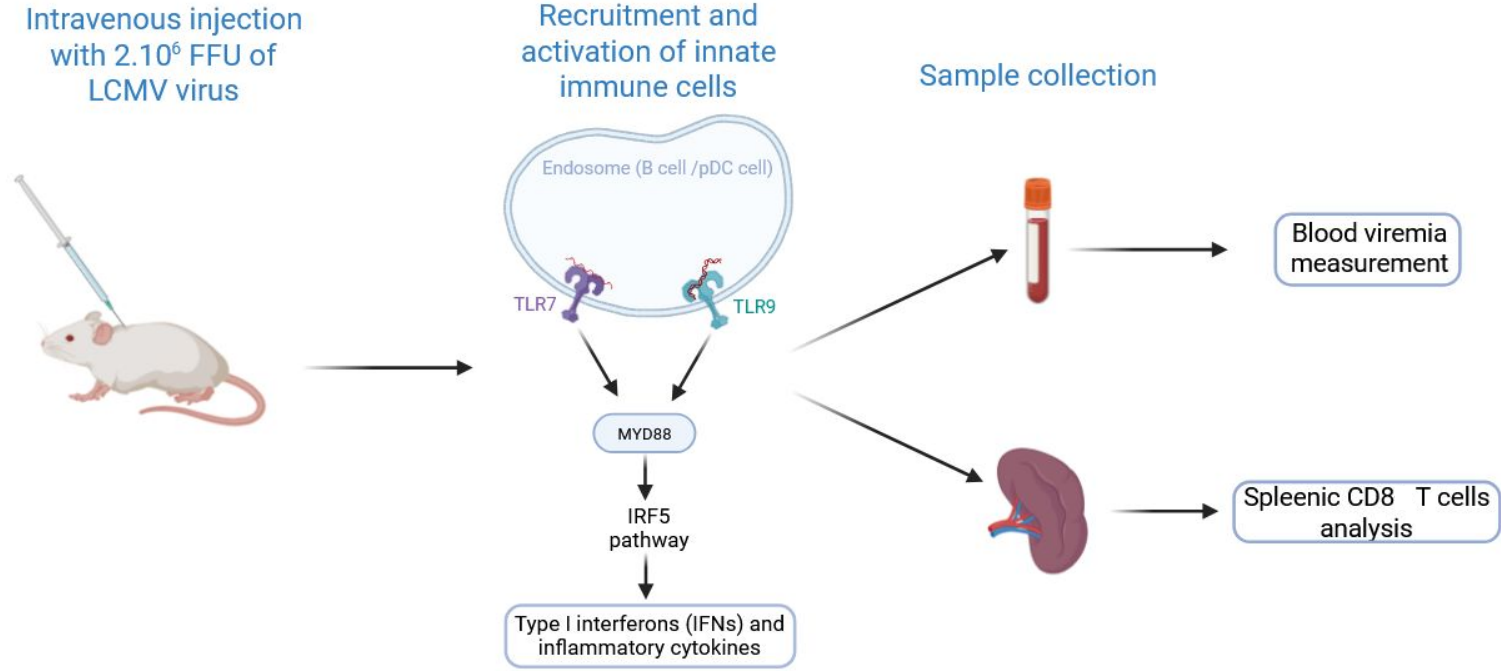 Intravenous injection
with 2.10⁶ FFU of
LCMV virus
Recruitment and
activation of innate
immune cells
Sample collection
Endosome (B cell /pDC cell)
TLR7
TLR9
MYD88
IRF5
pathway
Type I interferons (IFNs) and
inflammatory cytokines
Blood viremia
measurement
Spleenic CD8 T cells
analysis